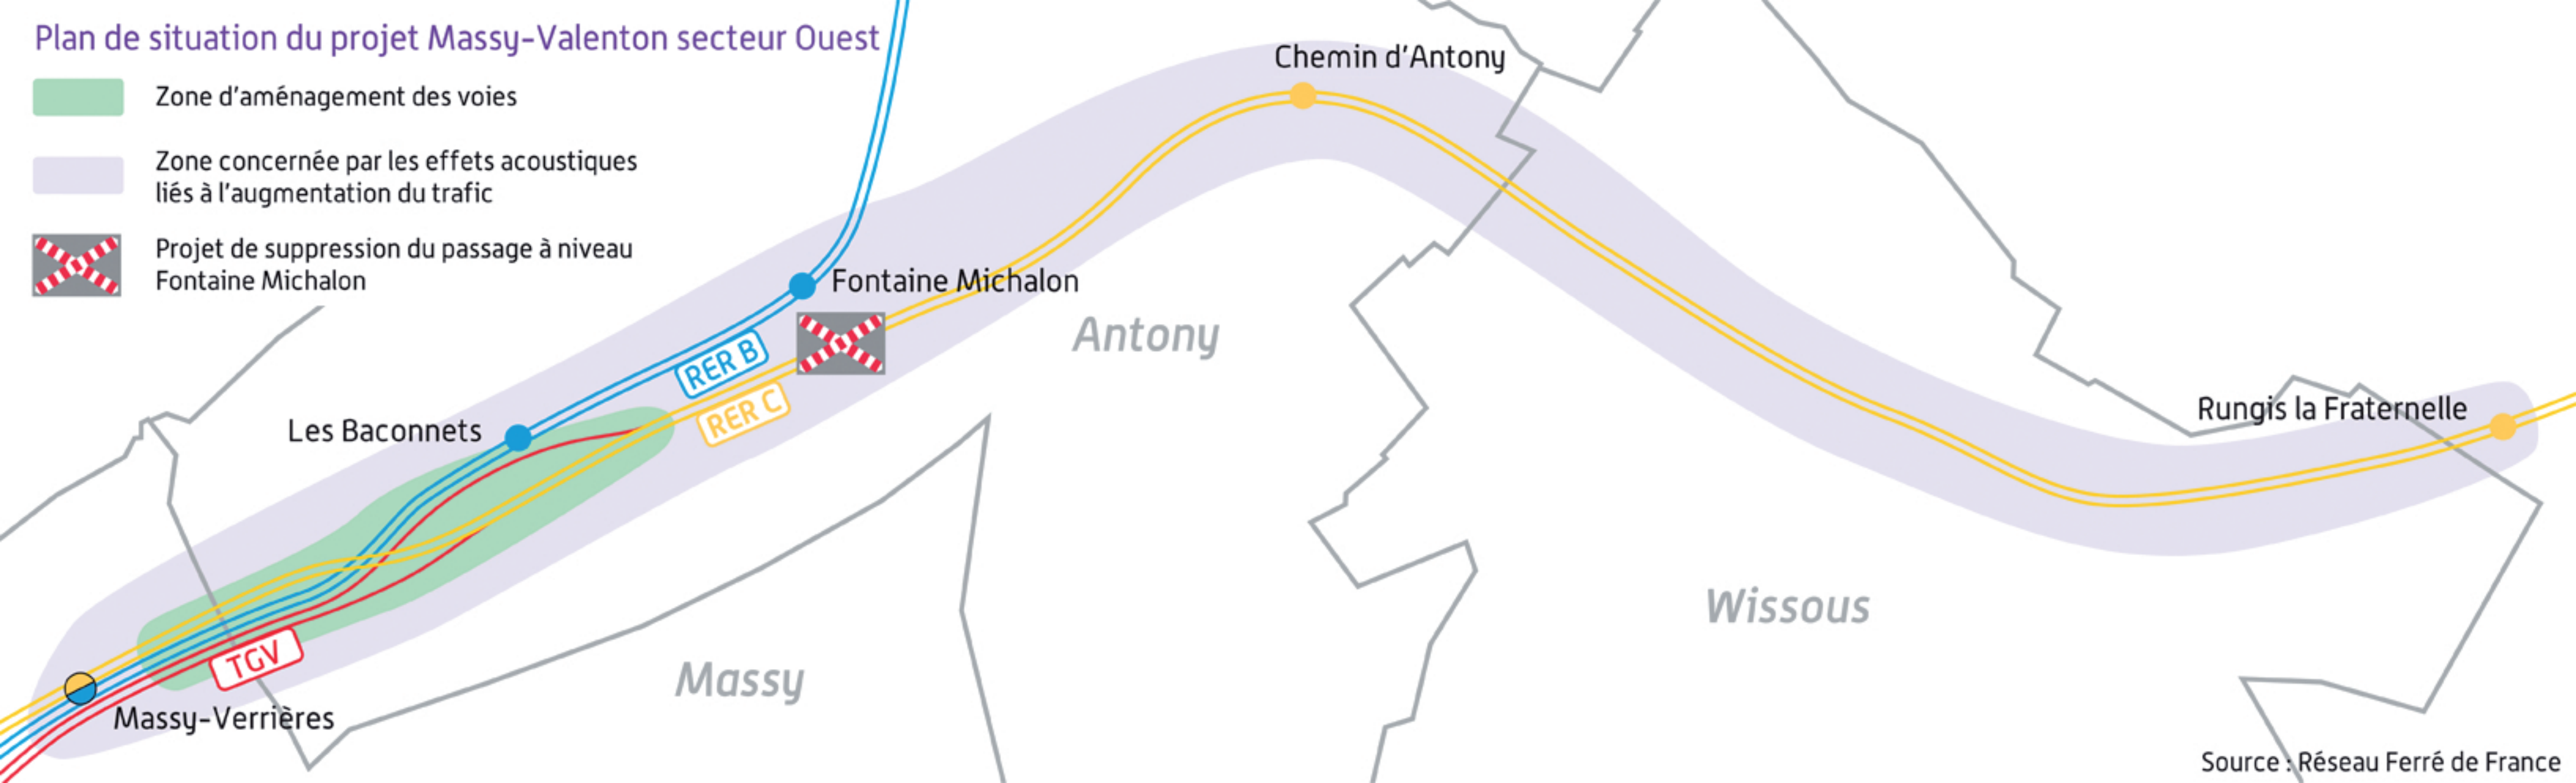 Plan de situation du projet Massy-Valenton secteur Ouest
Zone d'aménagement des voies
Zone concernée par les effets acoustiques
liés à l'augmentation du trafic
Projet de suppression du passage à niveau
Fontaine Michalon
Chemin d'Antony
Fontaine Michalon
Antony
RER B
RER C
Les Baconnets
Rungis la Fraternelle
Wissous
TGV
Massy
Massy-Verrières
Source : Réseau Ferré de France